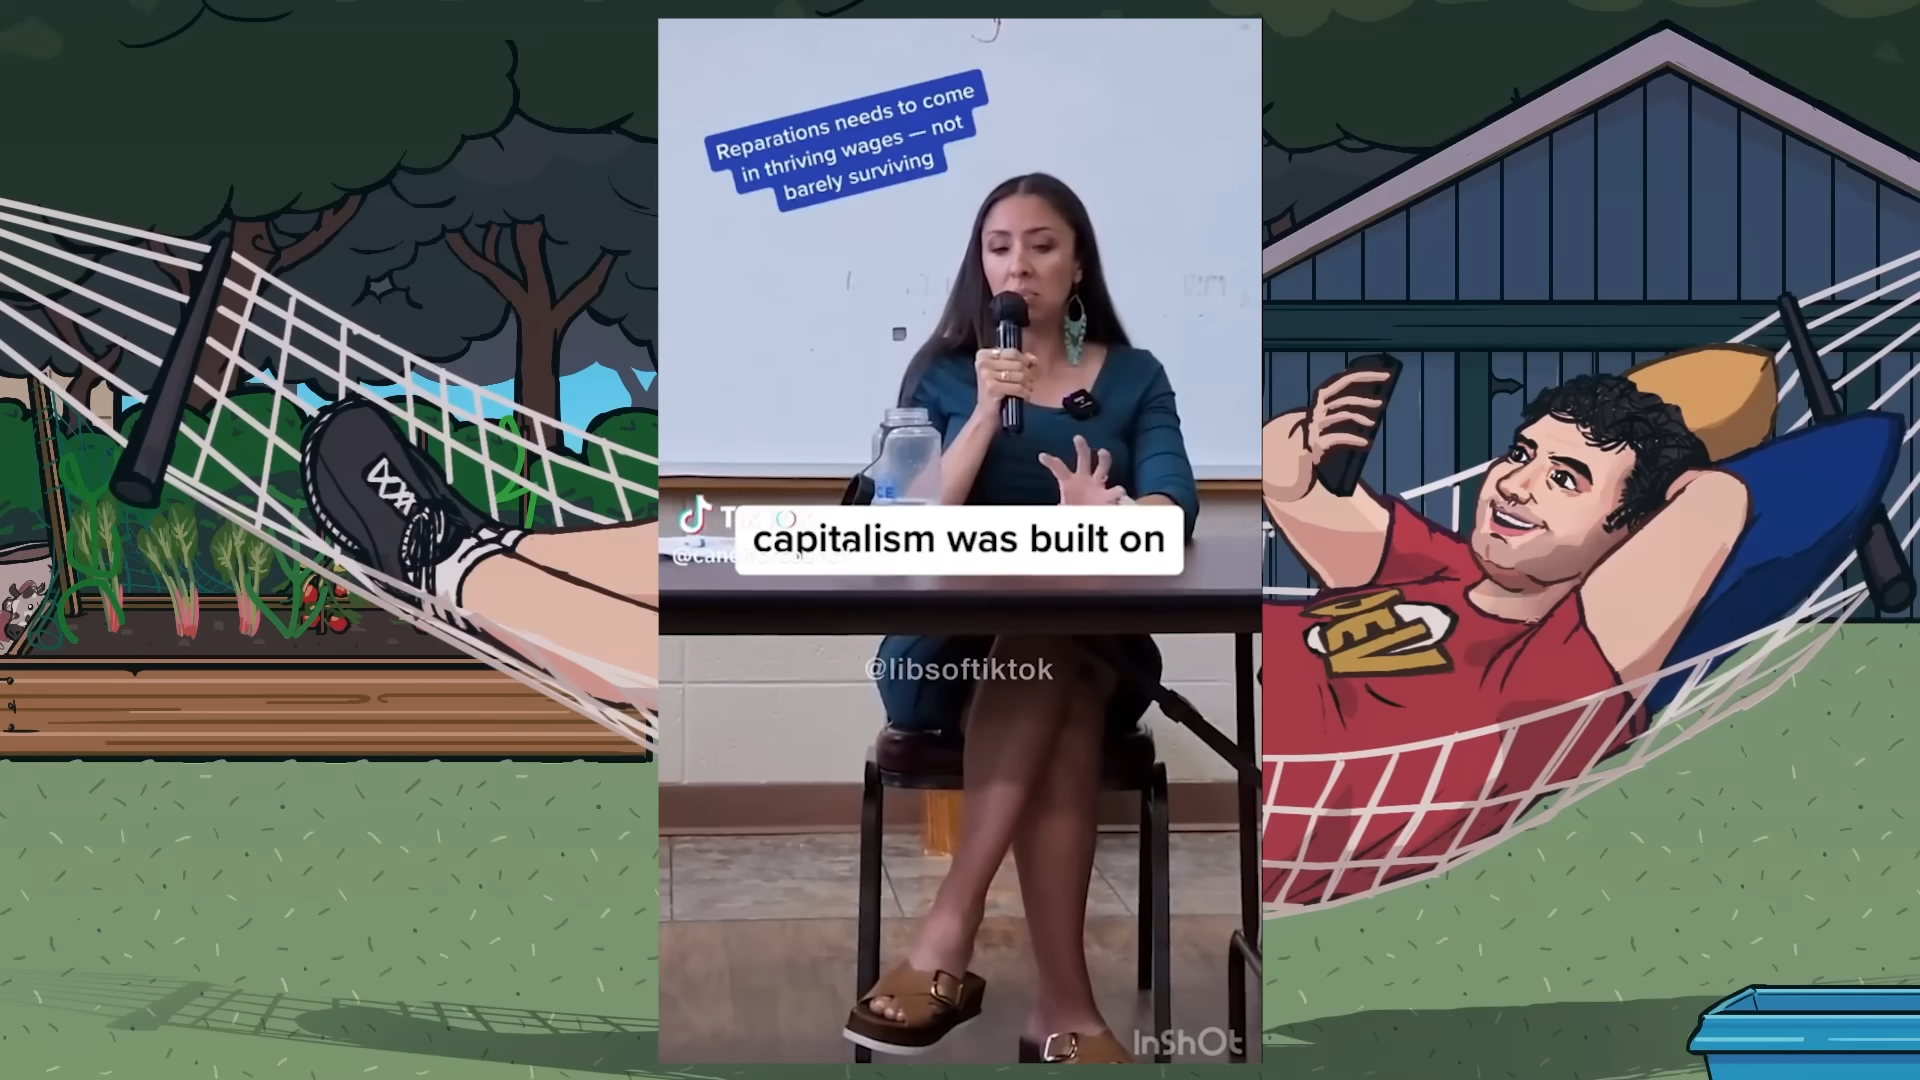 Reparations needs to come
in thriving wages — not
barely surviving
capitalism was built on
@libsoftiktok
InShOt
DEV